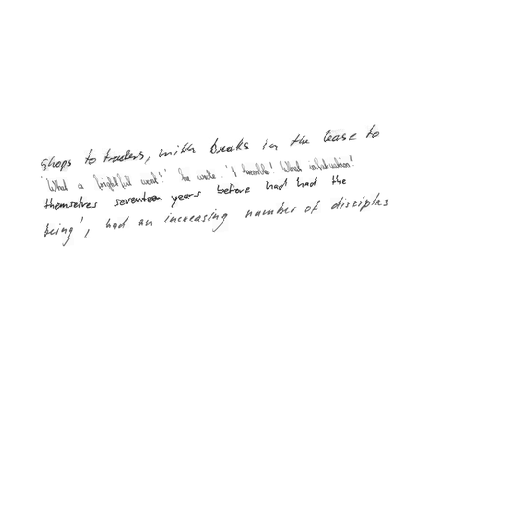 shops to traders, with breaks in the lease to
'What a frightful word!' he wrote. 'I tremble! What infatuation!
themselves seventeen years before had had the
being', had an increasing number of disciples